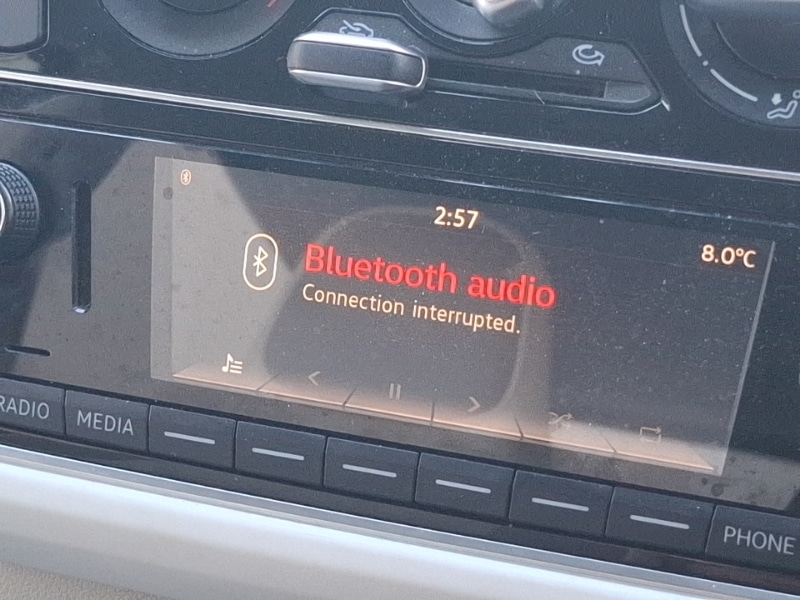 2:57
8.0°C
Bluetooth audio
Connection interrupted.
RADIO
MEDIA
PHONE